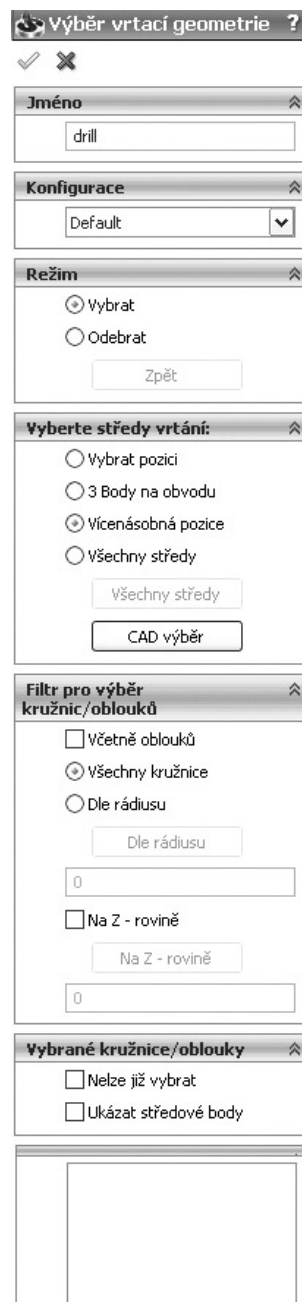 Výběr vrtací geometrie ?
Jméno
drill
Konfigurace
Default
Režim
Vybrat
Odebrat
Zpět
Vyberte středy vrtání:
Vybrat pozici
3 Body na obvodu
Vícenásobná pozice
Všechny středy
Všechny středy
CAD výběr
Filtr pro výběr
kružnic/oblouků
Včetně oblouků
Všechny kružnice
Dle rádiusu
Dle rádiusu
0
Na Z - rovině
Na Z - rovině
0
Vybrané kružnice/oblouky
Nelze již vybrat
Ukázat středové body